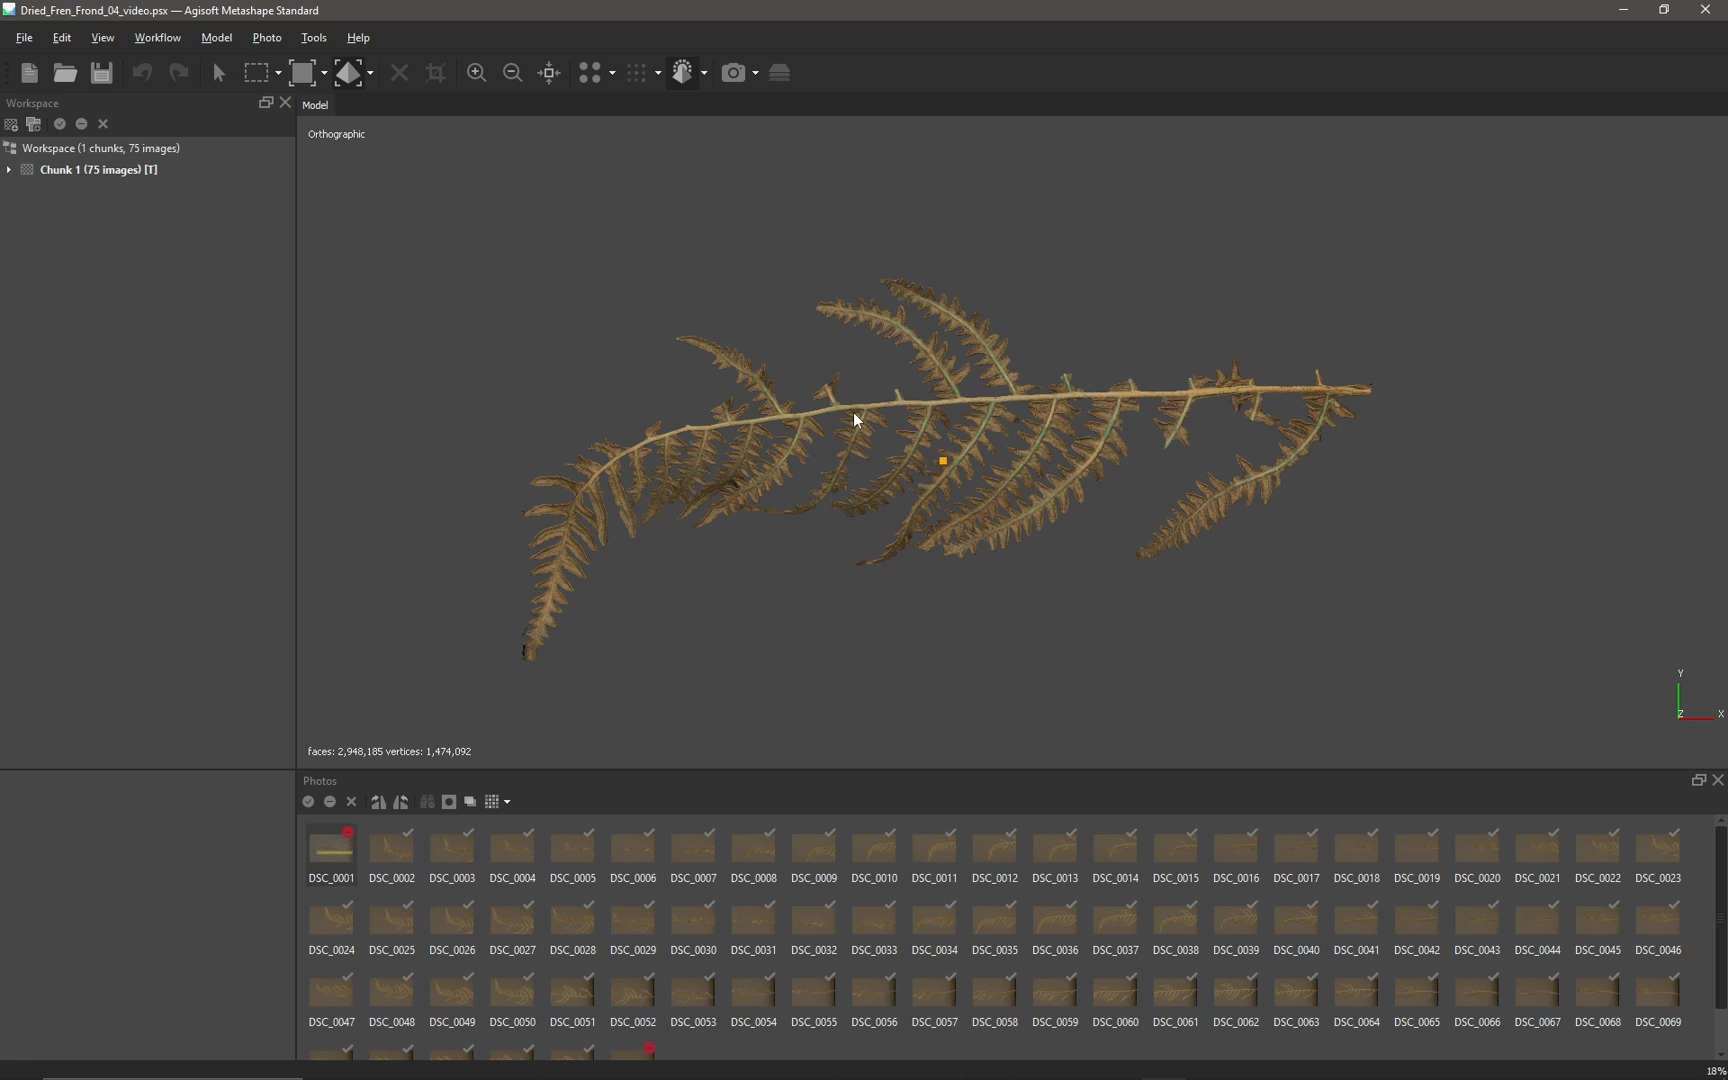 Dried_Fren_Frond_04_video.psx — Agisoft Metashape Standard
File Edit View Workflow Model Photo Tools Help
Workspace
Model
Workspace (1 chunks, 75 images)
Chunk 1 (75 images) [T]
Orthographic
Y
Z X
faces: 2,948,185 vertices: 1,474,092
Photos
DSC_0001 DSC_0002 DSC_0003 DSC_0004 DSC_0005 DSC_0006 DSC_0007 DSC_0008 DSC_0009 DSC_0010 DSC_0011 DSC_0012 DSC_0013 DSC_0014 DSC_0015 DSC_0016 DSC_0017 DSC_0018 DSC_0019 DSC_0020 DSC_0021 DSC_0022 DSC_0023
DSC_0024 DSC_0025 DSC_0026 DSC_0027 DSC_0028 DSC_0029 DSC_0030 DSC_0031 DSC_0032 DSC_0033 DSC_0034 DSC_0035 DSC_0036 DSC_0037 DSC_0038 DSC_0039 DSC_0040 DSC_0041 DSC_0042 DSC_0043 DSC_0044 DSC_0045 DSC_0046
DSC_0047 DSC_0048 DSC_0049 DSC_0050 DSC_0051 DSC_0052 DSC_0053 DSC_0054 DSC_0055 DSC_0056 DSC_0057 DSC_0058 DSC_0059 DSC_0060 DSC_0061 DSC_0062 DSC_0063 DSC_0064 DSC_0065 DSC_0066 DSC_0067 DSC_0068 DSC_0069
18%